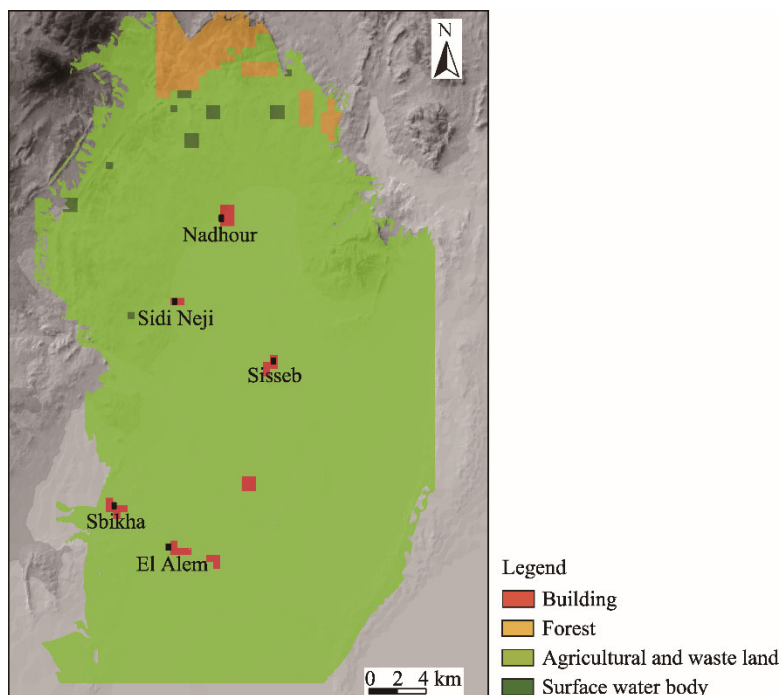 N
Nadhour
Sidi Neji
Sisseb
Sbikha
El Alem
0 2 4 km
Legend
Building
Forest
Agricultural and waste land
Surface water body